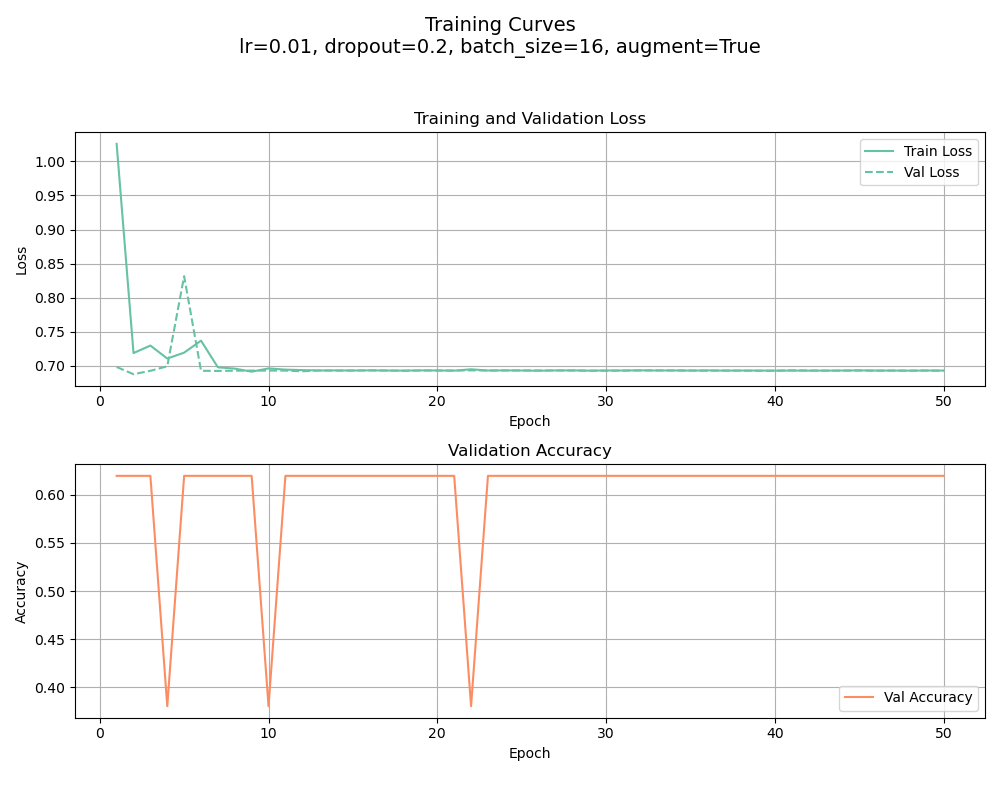 Training Curves
lr=0.01, dropout=0.2, batch_size=16, augment=True
Training and Validation Loss
Train Loss
Val Loss
1.00
0.95
0.90
0.85
0.80
0.75
0.70
Loss
0 10 20 30 40 50
Epoch
Validation Accuracy
0.60
0.55
0.50
0.45
0.40
Accuracy
Val Accuracy
0 10 20 30 40 50
Epoch